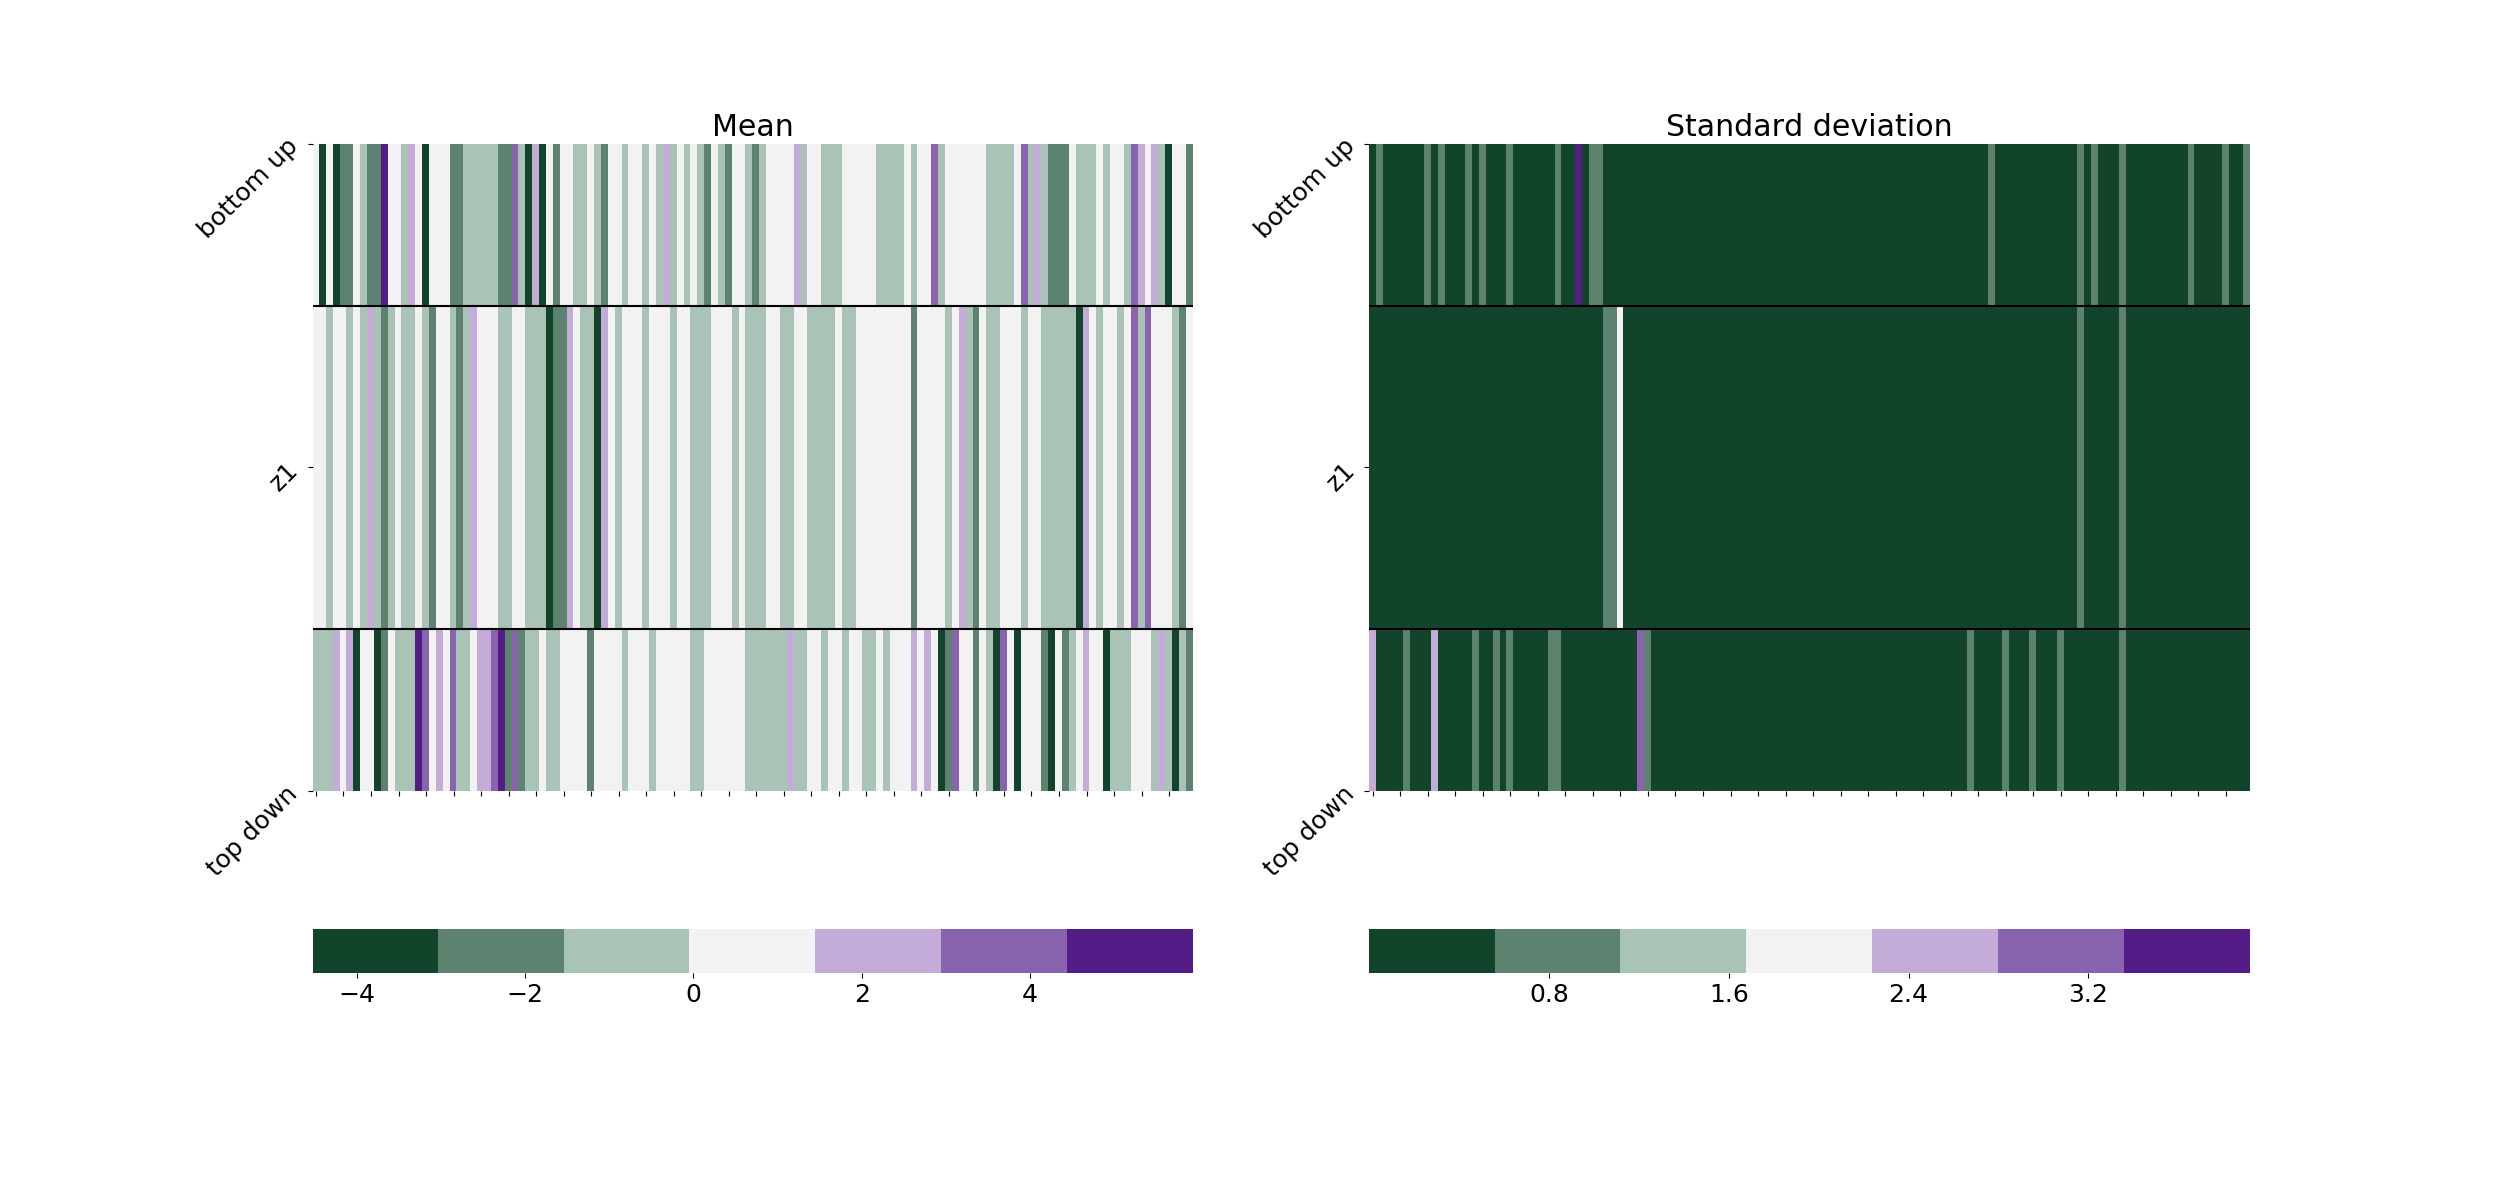 Mean
bottom up
z1
top down
−4 −2 0 2 4
Standard deviation
bottom up
z1
top down
0.8 1.6 2.4 3.2